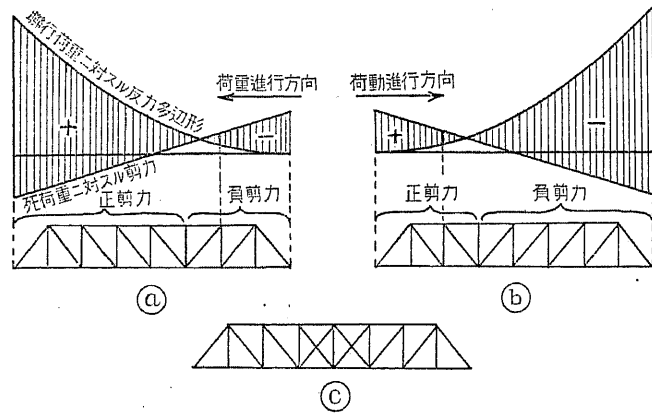 聯行荷重ニ対スル反力多辺形
荷重進行方向
+
−
死荷重ニ対スル剪力
正剪力
負剪力
ⓐ
荷動進行方向
+
−
正剪力
負剪力
ⓑ
ⓒ